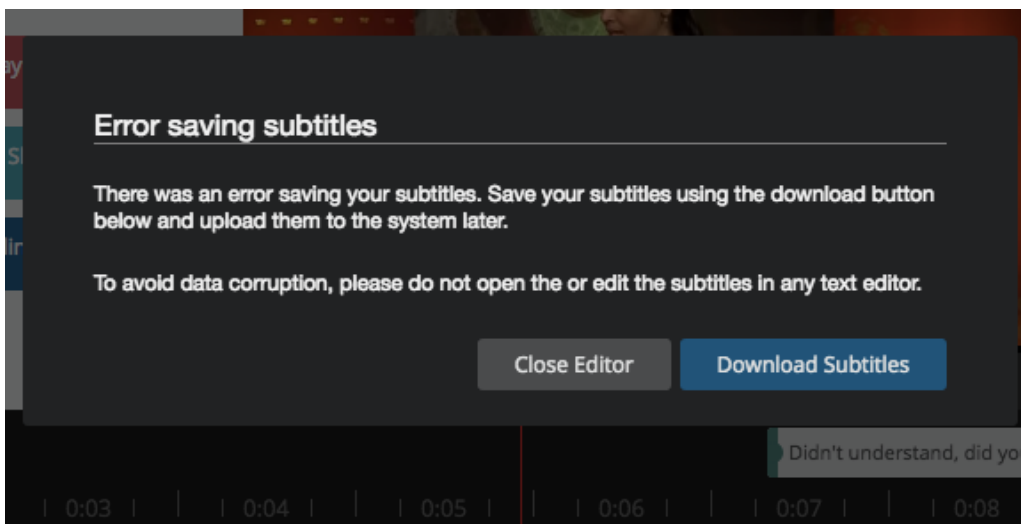 Error saving subtitles
There was an error saving your subtitles. Save your subtitles using the download button
below and upload them to the system later.
To avoid data corruption, please do not open the or edit the subtitles in any text editor.
Close Editor Download Subtitles
Didn't understand, did yo
0:03 0:04 0:05 0:06 0:07 0:08